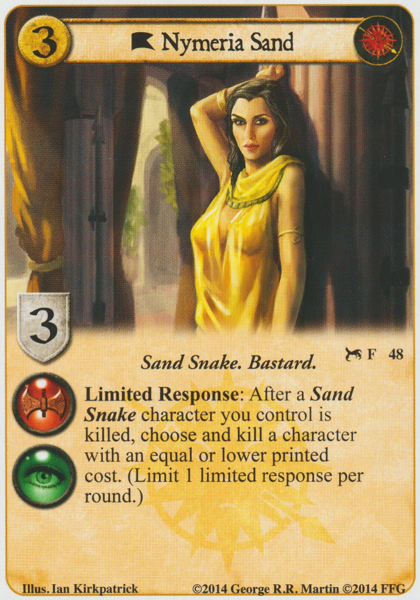 3
Nymeria Sand
3
Sand Snake. Bastard.
F 48
Limited Response: After a Sand
Snake character you control is
killed, choose and kill a character
with an equal or lower printed
cost. (Limit 1 limited response per
round.)
Illus. Ian Kirkpatrick
©2014 George R.R. Martin ©2014 FFG